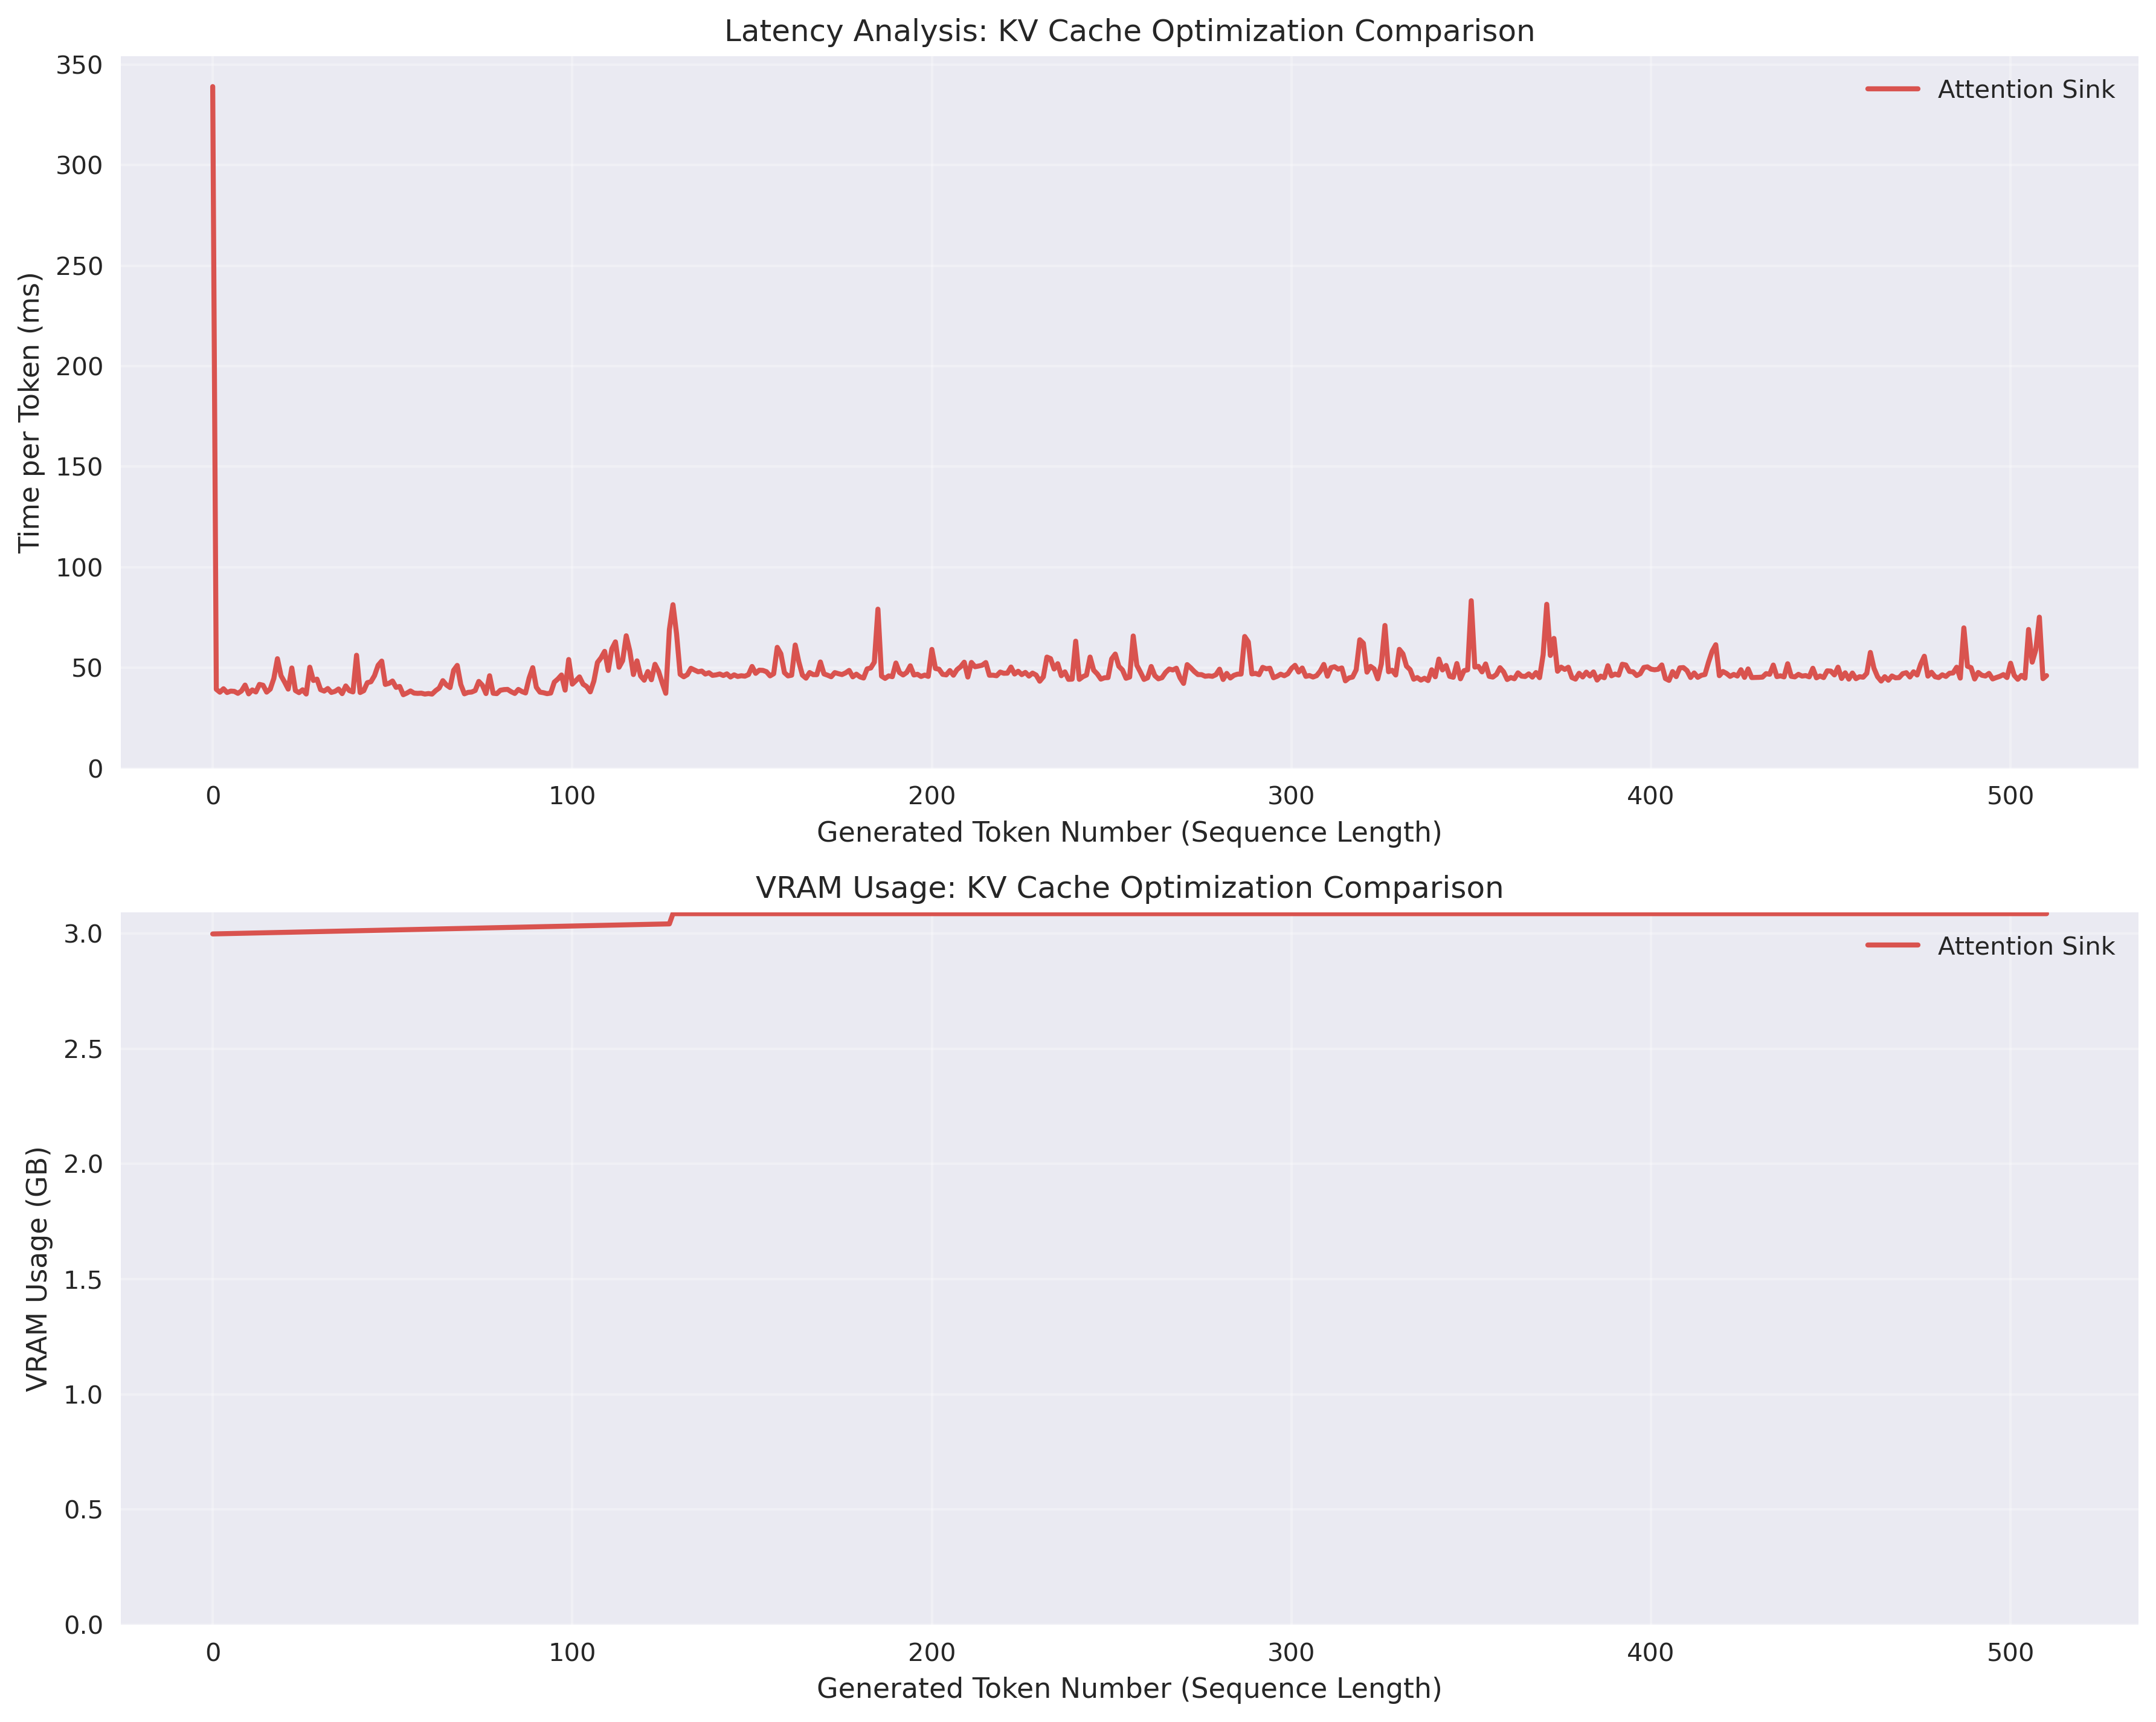 Latency Analysis: KV Cache Optimization Comparison
350
300
250
200
150
100
50
0
Time per Token (ms)
Attention Sink
0 100 200 300 400 500
Generated Token Number (Sequence Length)
VRAM Usage: KV Cache Optimization Comparison
3.0
2.5
2.0
1.5
1.0
0.5
0.0
VRAM Usage (GB)
Attention Sink
0 100 200 300 400 500
Generated Token Number (Sequence Length)